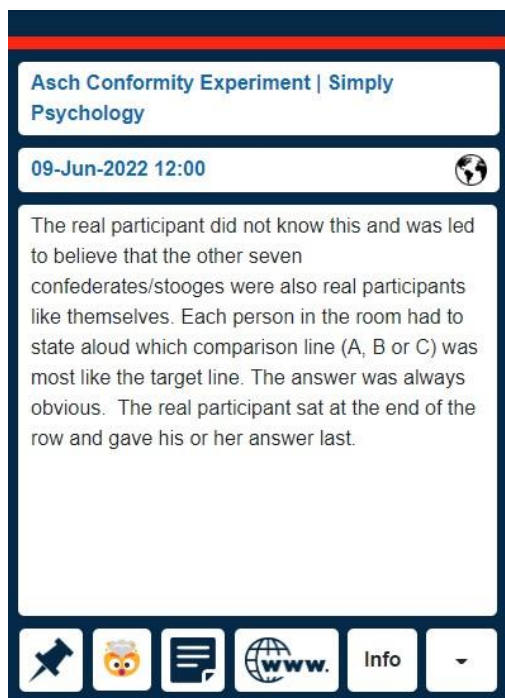 Asch Conformity Experiment | Simply
Psychology
09-Jun-2022 12:00
The real participant did not know this and was led
to believe that the other seven
confederates/stooges were also real participants
like themselves. Each person in the room had to
state aloud which comparison line (A, B or C) was
most like the target line. The answer was always
obvious.  The real participant sat at the end of the
row and gave his or her answer last.
www.
Info